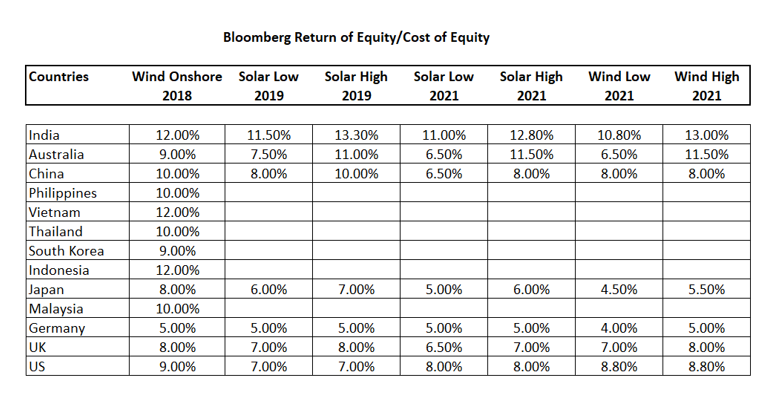 Bloomberg Return of Equity/Cost of Equity
Countries Wind Onshore Solar Low Solar High Solar Low Solar High Wind Low Wind High
2018 2019 2019 2021 2021 2021 2021
India 12.00% 11.50% 13.30% 11.00% 12.80% 10.80% 13.00%
Australia 9.00% 7.50% 11.00% 6.50% 11.50% 6.50% 11.50%
China 10.00% 8.00% 10.00% 6.50% 8.00% 8.00% 8.00%
Philippines 10.00%
Vietnam 12.00%
Thailand 10.00%
South Korea 9.00%
Indonesia 12.00%
Japan 8.00% 6.00% 7.00% 5.00% 6.00% 4.50% 5.50%
Malaysia 10.00%
Germany 5.00% 5.00% 5.00% 5.00% 5.00% 4.00% 5.00%
UK 8.00% 7.00% 8.00% 6.50% 7.00% 7.00% 8.00%
US 9.00% 7.00% 7.00% 8.00% 8.00% 8.80% 8.80%